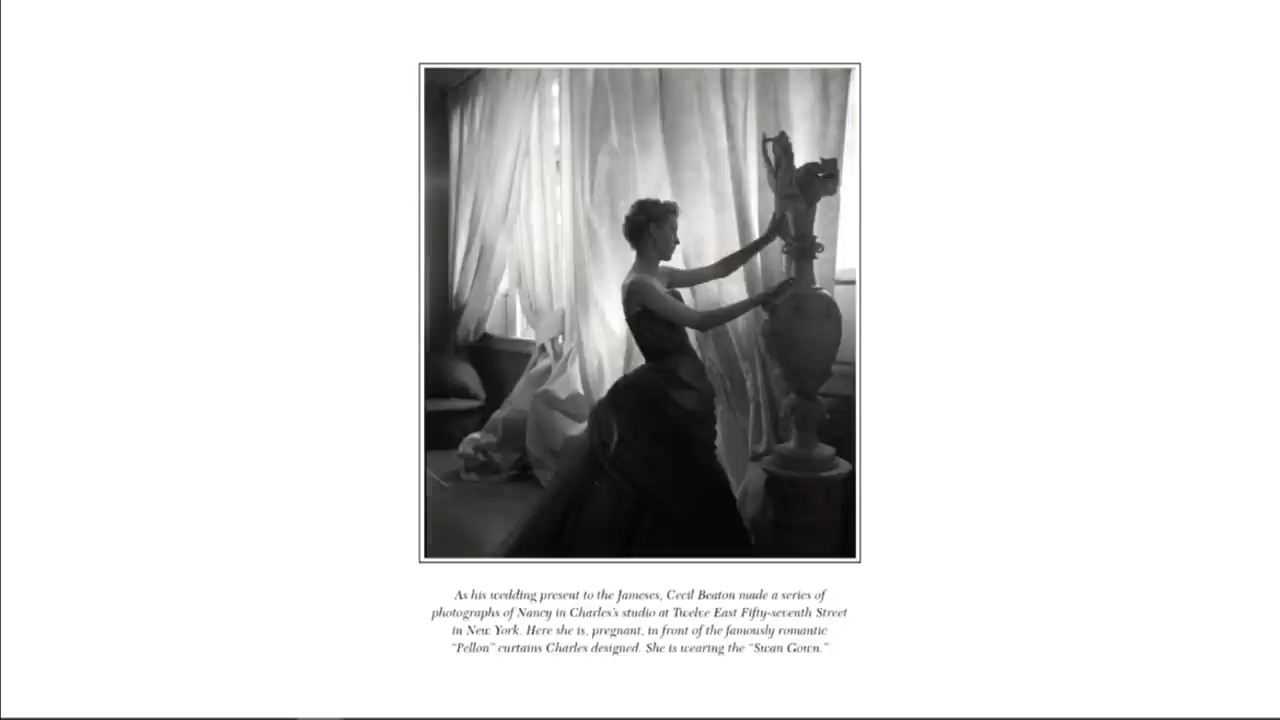 As his wedding present to the Jameses, Cecil Beaton made a series of
photographs of Nancy in Charles's studio at Twelve East Fifty-seventh Street
in New York. Here she is, pregnant, in front of the famously romantic
"Pellon" curtains Charles designed. She is wearing the "Swan Gown."